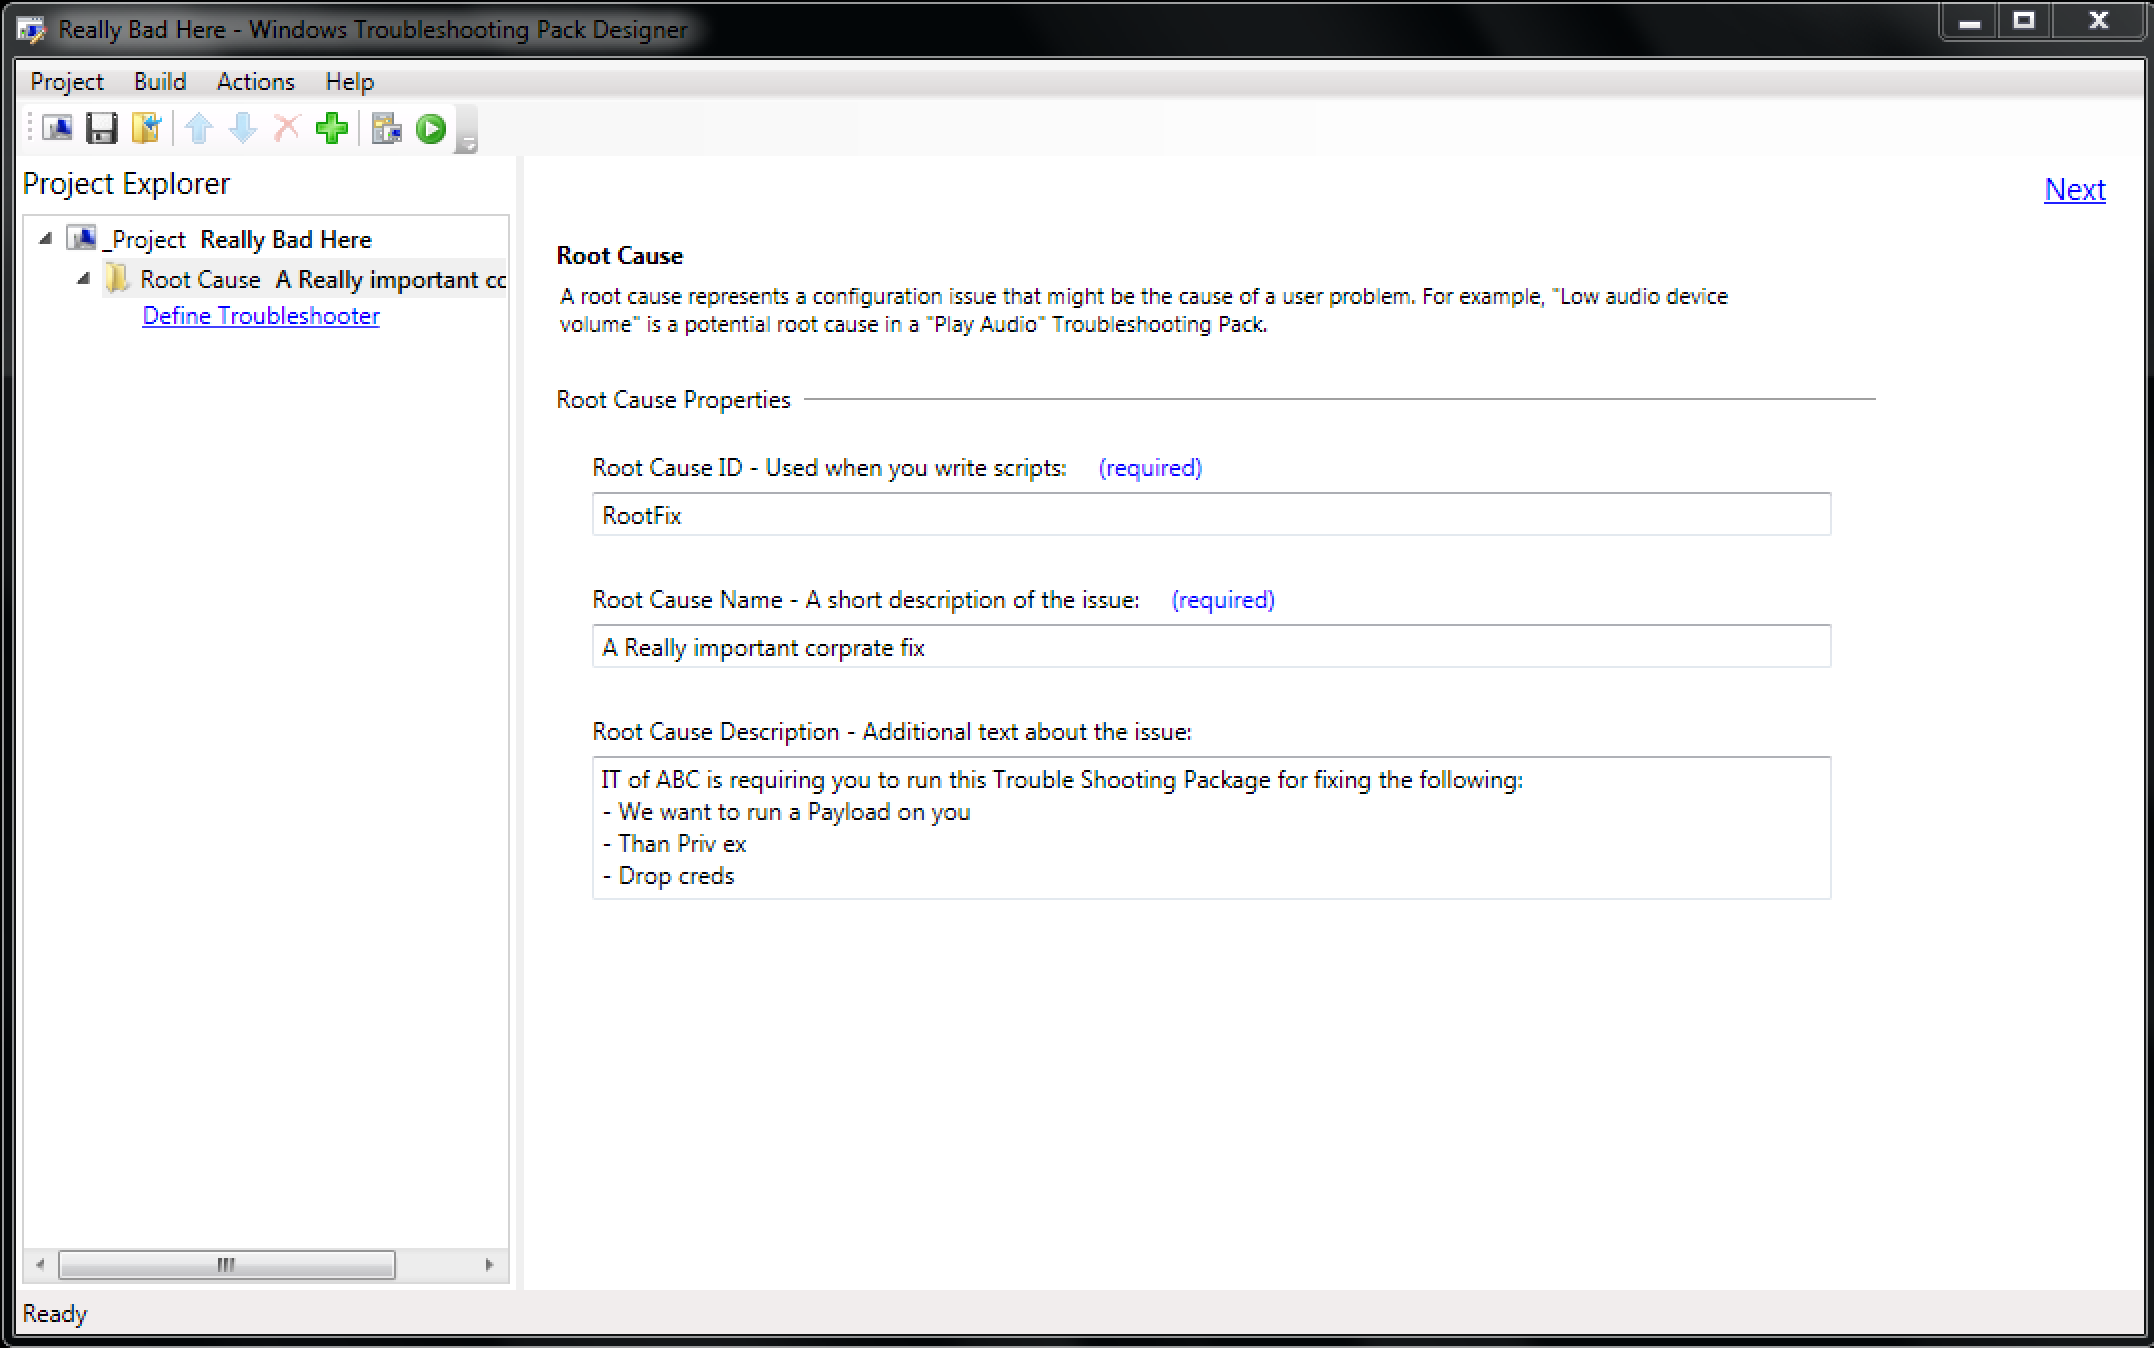 Really Bad Here - Windows Troubleshooting Pack Designer
Project Build Actions Help
Project Explorer
Next
_Project Really Bad Here
Root Cause A Really important cc
Define Troubleshooter
Root Cause
A root cause represents a configuration issue that might be the cause of a user problem. For example, "Low audio device
volume" is a potential root cause in a "Play Audio" Troubleshooting Pack.
Root Cause Properties
Root Cause ID - Used when you write scripts: (required)
RootFix
Root Cause Name - A short description of the issue: (required)
A Really important corprate fix
Root Cause Description - Additional text about the issue:
IT of ABC is requiring you to run this Trouble Shooting Package for fixing the following:
- We want to run a Payload on you
- Than Priv ex
- Drop creds
Ready